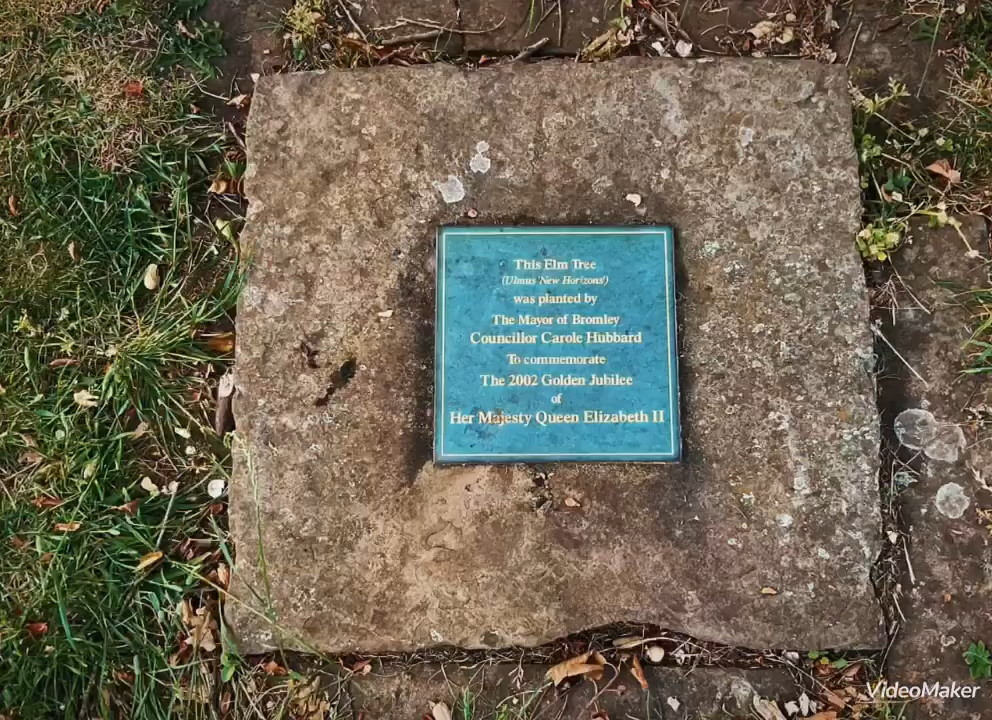 This Elm Tree
(Ulmus 'New Horizons')
was planted by
The Mayor of Bromley
Councillor Carole Hubbard
To commemorate
The 2002 Golden Jubilee
of
Her Majesty Queen Elizabeth II
VideoMaker